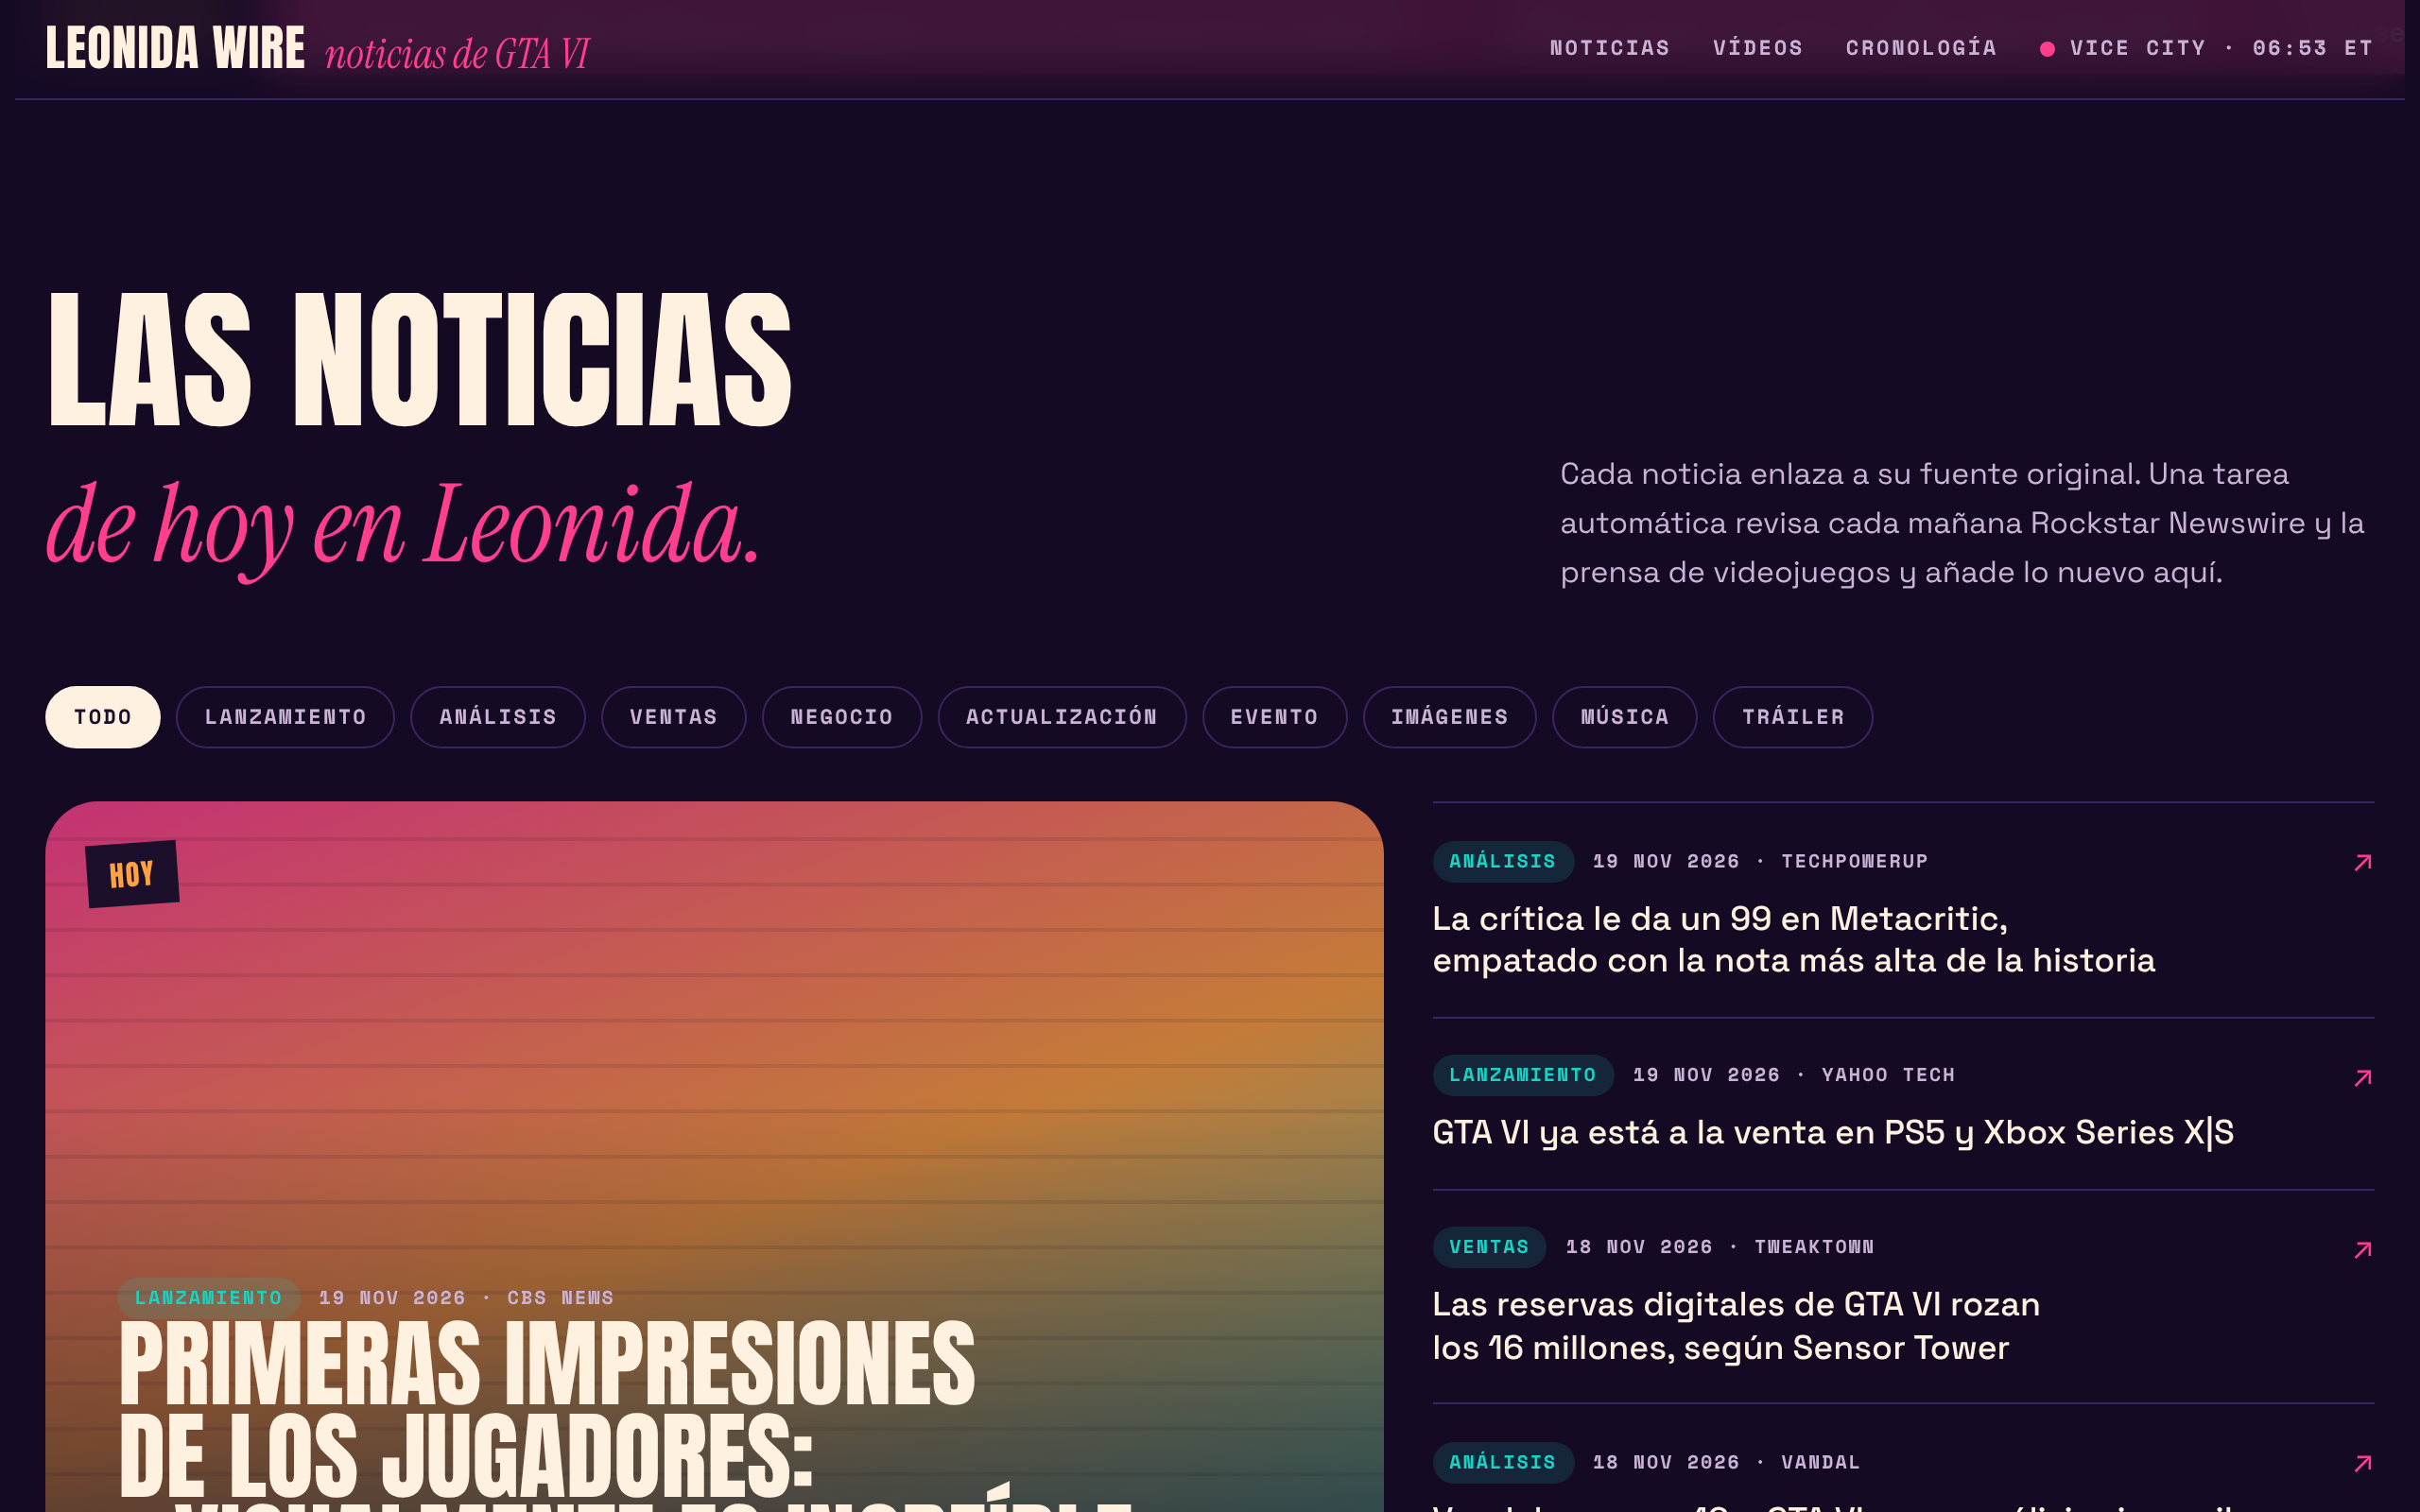 LEONIDA WIRE noticias de GTA VI
NOTICIAS VÍDEOS CRONOLOGÍA VICE CITY · 06:53 ET
LAS NOTICIAS
de hoy en Leonida.
Cada noticia enlaza a su fuente original. Una tarea
automática revisa cada mañana Rockstar Newswire y la
prensa de videojuegos y añade lo nuevo aquí.
TODO LANZAMIENTO ANÁLISIS VENTAS NEGOCIO ACTUALIZACIÓN EVENTO IMÁGENES MÚSICA TRÁILER
HOY
LANZAMIENTO 19 NOV 2026 · CBS NEWS
PRIMERAS IMPRESIONES
DE LOS JUGADORES:
ANÁLISIS 19 NOV 2026 · TECHPOWERUP ↗
La crítica le da un 99 en Metacritic,
empatado con la nota más alta de la historia
LANZAMIENTO 19 NOV 2026 · YAHOO TECH ↗
GTA VI ya está a la venta en PS5 y Xbox Series X|S
VENTAS 18 NOV 2026 · TWEAKTOWN ↗
Las reservas digitales de GTA VI rozan
los 16 millones, según Sensor Tower
ANÁLISIS 18 NOV 2026 · VANDAL ↗